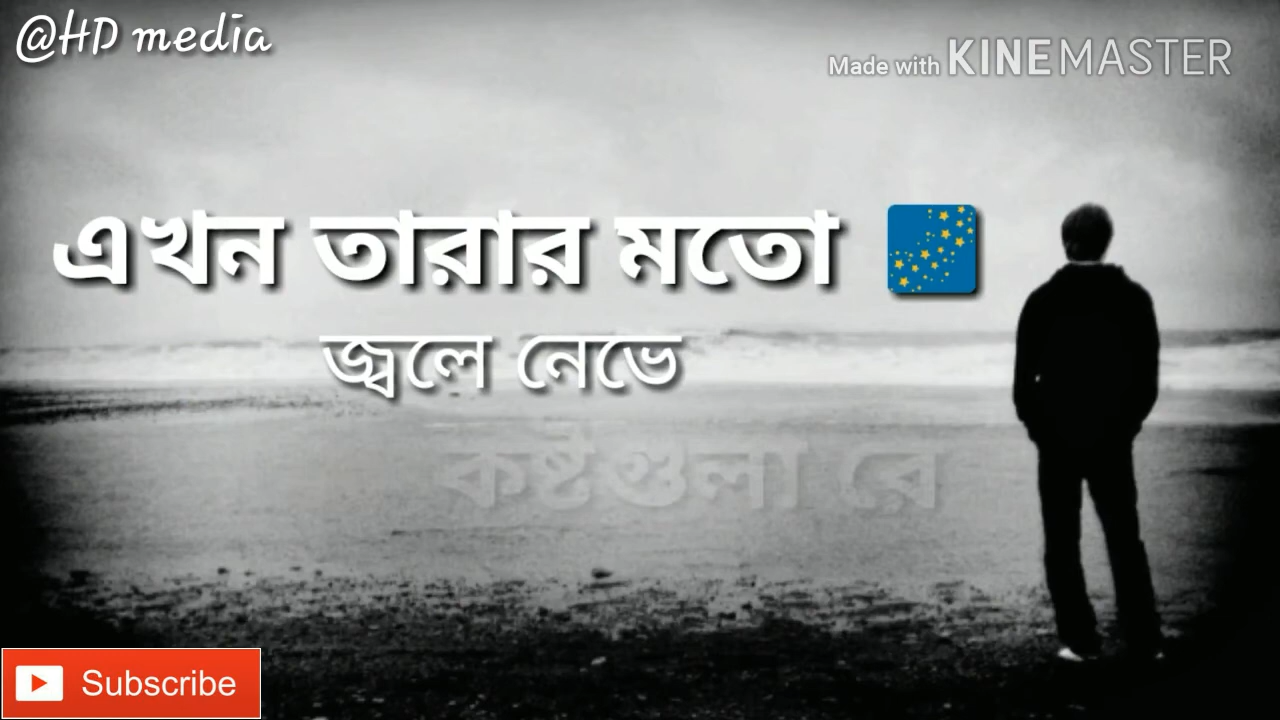 @HD media
Made with KINEMASTER
এখন তারার মতো
জ্বলে নেভে
কষ্টগুলা রে
Subscribe